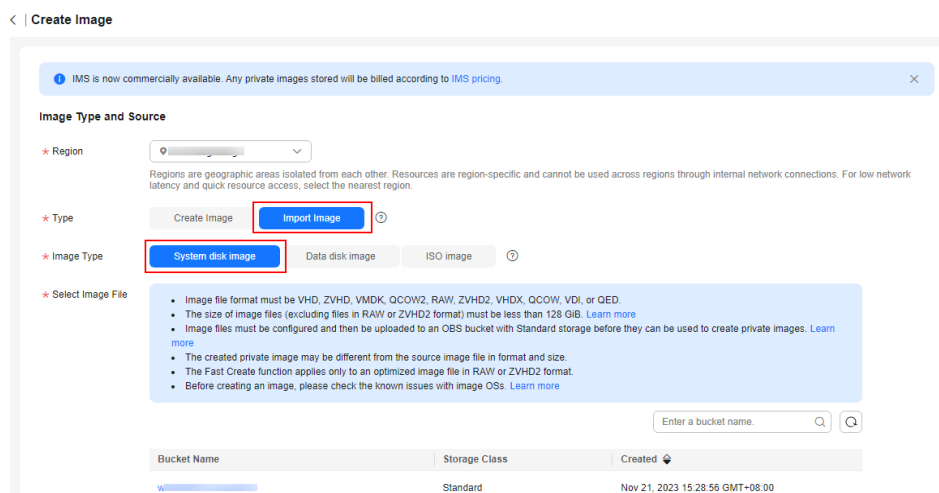 < | Create Image
IMS is now commercially available. Any private images stored will be billed according to IMS pricing.
Image Type and Source
* Region
Regions are geographic areas isolated from each other. Resources are region-specific and cannot be used across regions through internal network connections. For low network
latency and quick resource access, select the nearest region.
* Type Create Image Import Image ?
* Image Type System disk image Data disk image ISO image ?
* Select Image File
• Image file format must be VHD, ZVHD, VMDK, QCOW2, RAW, ZVHD2, VHDX, QCOW, VDI, or QED.
• The size of image files (excluding files in RAW or ZVHD2 format) must be less than 128 GiB. Learn more
• Image files must be configured and then be uploaded to an OBS bucket with Standard storage before they can be used to create private images. Learn
more
• The created private image may be different from the source image file in format and size.
• The Fast Create function applies only to an optimized image file in RAW or ZVHD2 format.
• Before creating an image, please check the known issues with image OSs. Learn more
Enter a bucket name.
Bucket Name Storage Class Created
Standard Nov 21, 2023 15:28:56 GMT+08:00